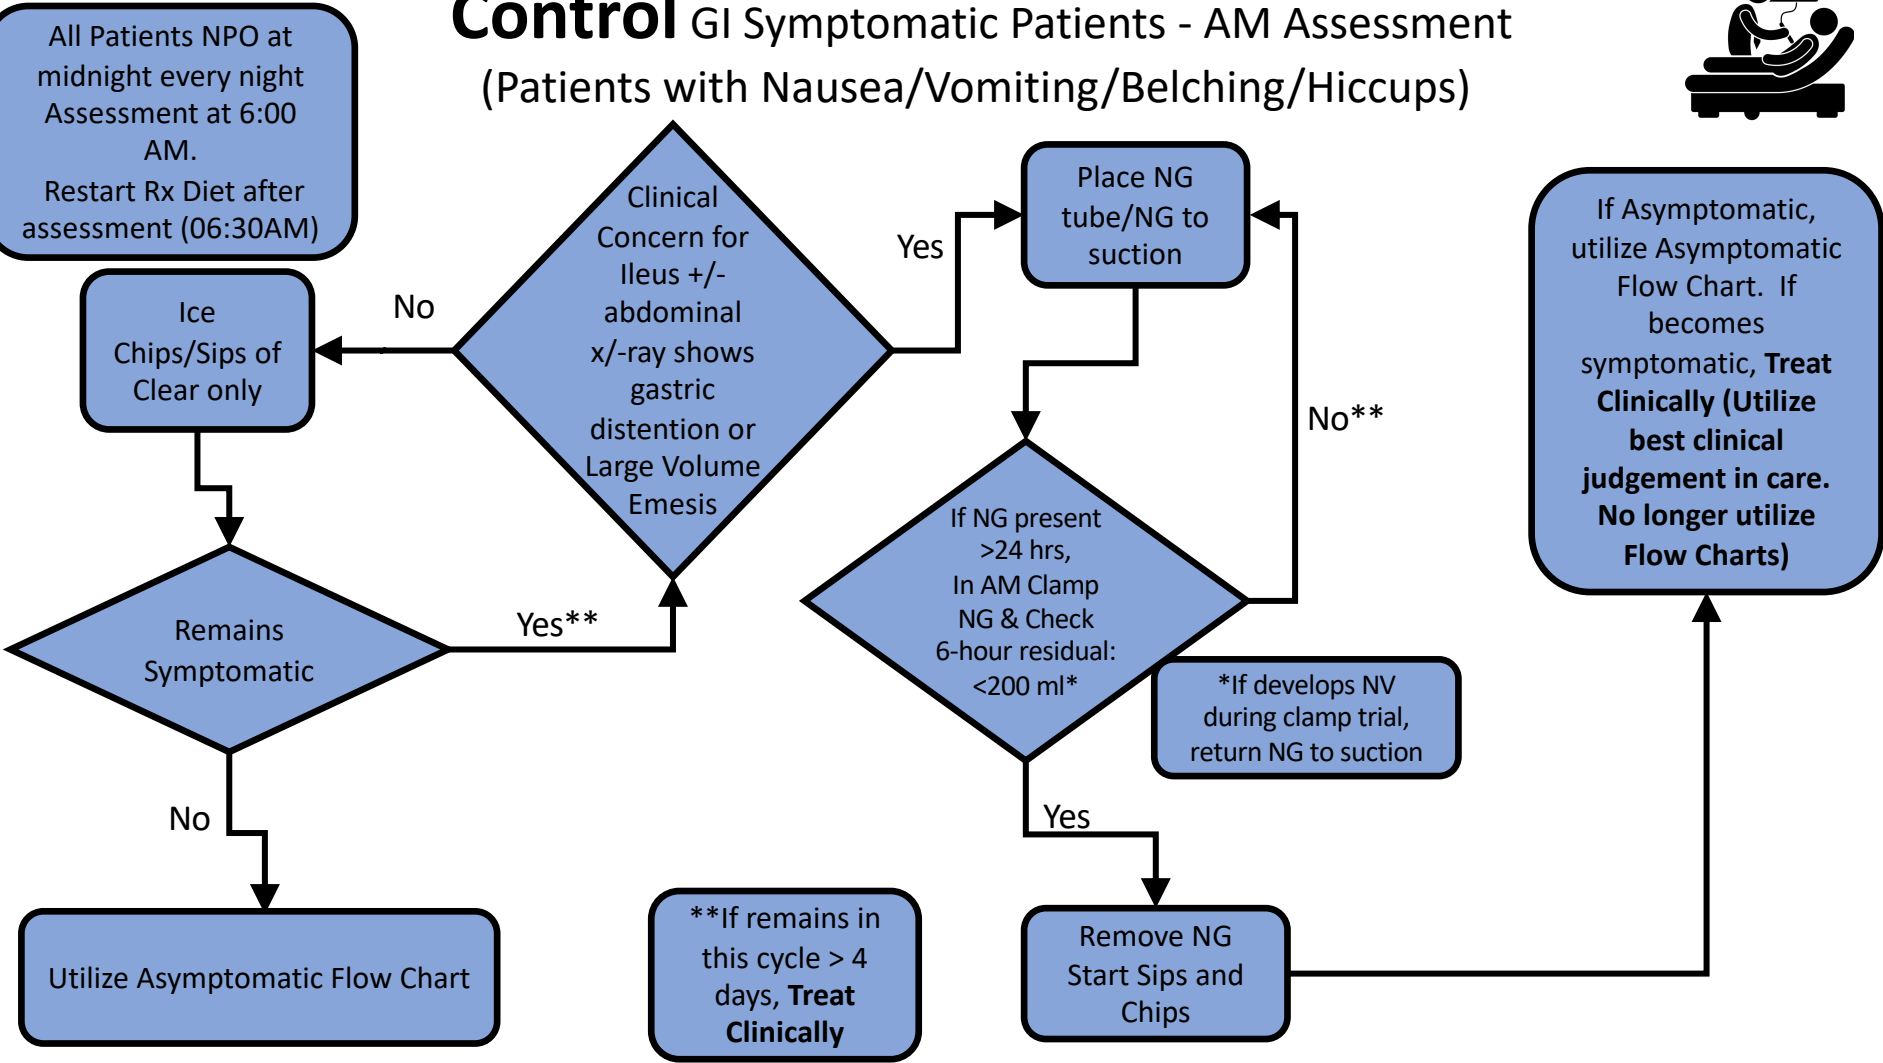 Control GI Symptomatic Patients - AM Assessment
(Patients with Nausea/Vomiting/Belching/Hiccups)
All Patients NPO at
midnight every night
Assessment at 6:00
AM.
Restart Rx Diet after
assessment (06:30AM)
Clinical
Concern for
Ileus +/-
abdominal
x/-ray shows
gastric
distention or
Large Volume
Emesis
No
Yes
Ice
Chips/Sips of
Clear only
Remains
Symptomatic
Yes**
No
Utilize Asymptomatic Flow Chart
Place NG
tube/NG to
suction
If NG present
>24 hrs,
In AM Clamp
NG & Check
6-hour residual:
<200 ml*
No**
*If develops NV
during clamp trial,
return NG to suction
Yes
Remove NG
Start Sips and
Chips
**If remains in
this cycle > 4
days, Treat
Clinically
If Asymptomatic,
utilize Asymptomatic
Flow Chart. If
becomes
symptomatic, Treat
Clinically (Utilize
best clinical
judgement in care.
No longer utilize
Flow Charts)